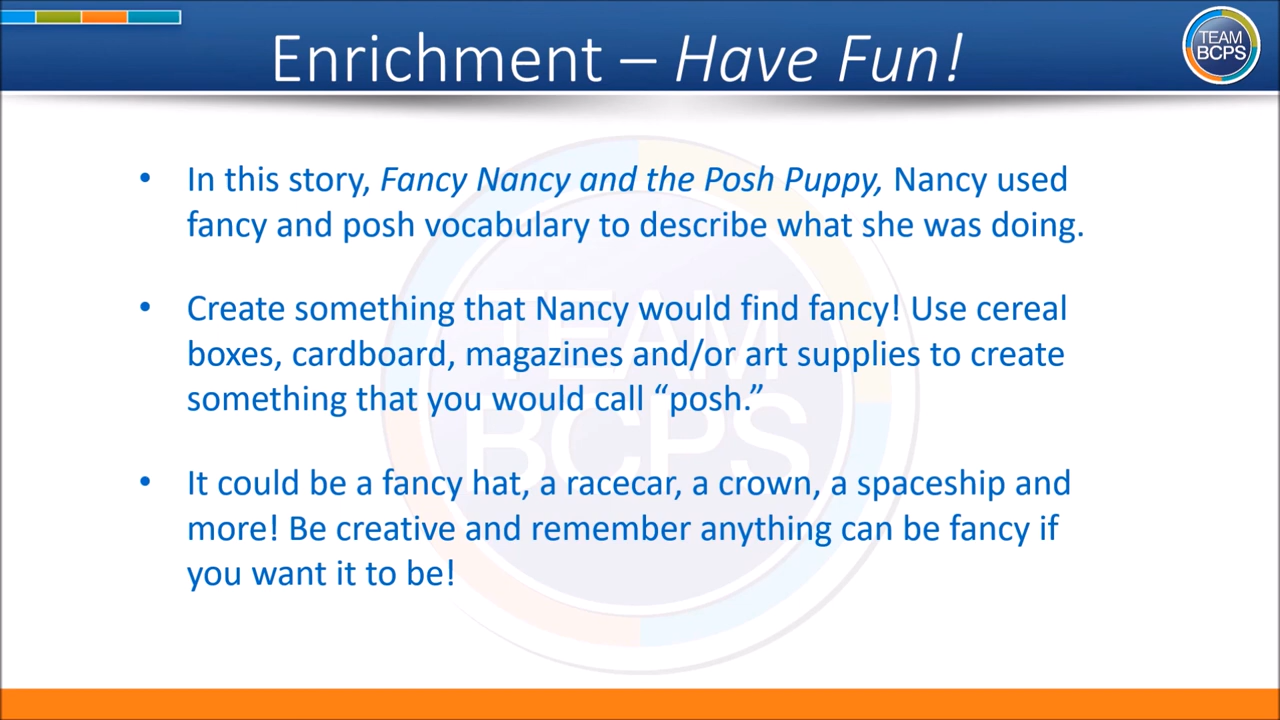 Enrichment – Have Fun!
TEAM
BCPS
• In this story, Fancy Nancy and the Posh Puppy, Nancy used
fancy and posh vocabulary to describe what she was doing.
• Create something that Nancy would find fancy! Use cereal
boxes, cardboard, magazines and/or art supplies to create
something that you would call “posh.”
• It could be a fancy hat, a racecar, a crown, a spaceship and
more! Be creative and remember anything can be fancy if
you want it to be!
TEAM
BCPS